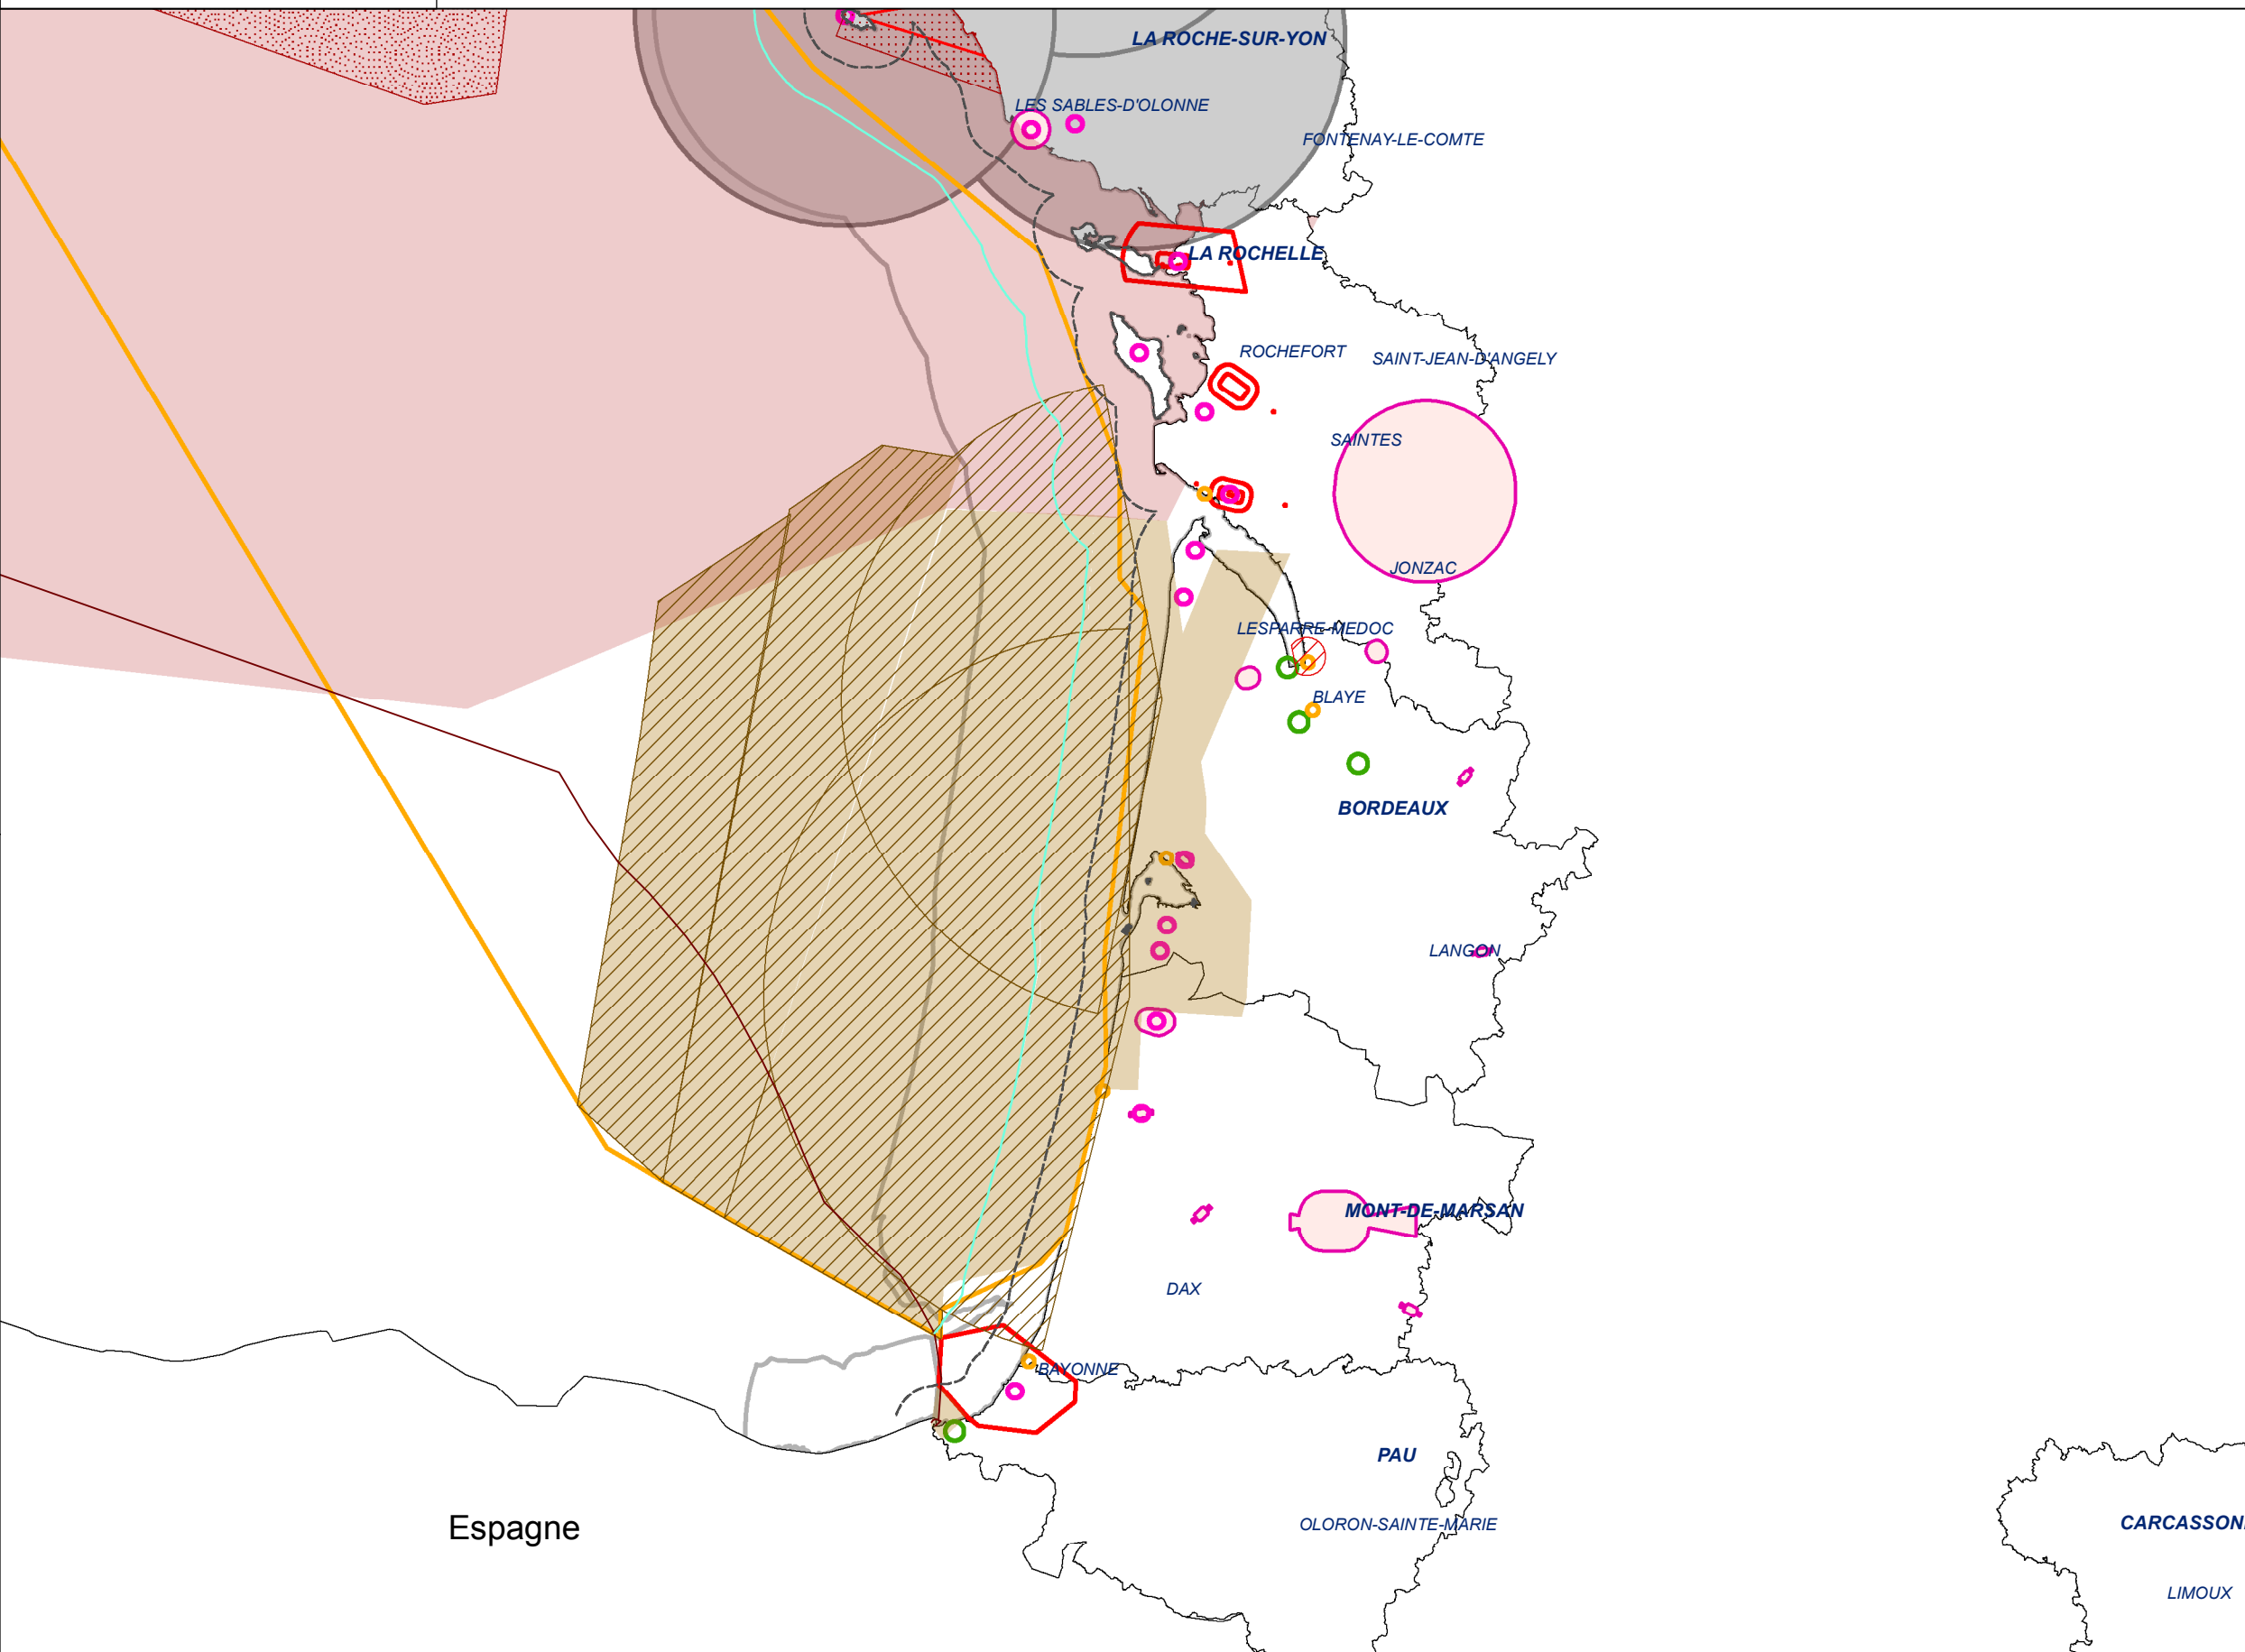 LA ROCHE-SUR-YON
LES SABLES-D'OLONNE
FONTENAY-LE-COMTE
LA ROCHELLE
ROCHEFORT
SAINT-JEAN-D'ANGELY
SAINTES
JONZAC
LESPARRE-MEDOC
BLAYE
BORDEAUX
LANGON
MONT-DE-MARSAN
DAX
BAYONNE
PAU
Espagne
OLORON-SAINTE-MARIE
CARCASSON
LIMOUX